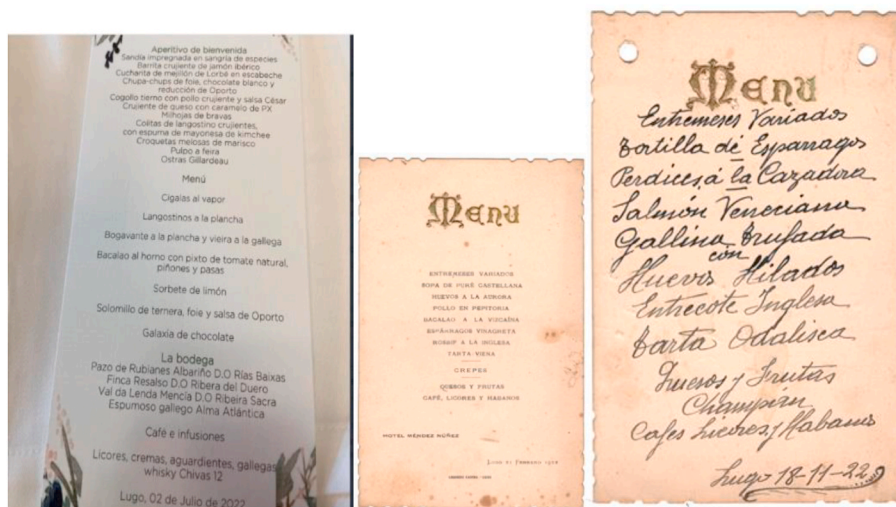 Aperitivo de bienvenida
Sandía impregnada en sangría de especies
Barrita crujiente de jamón ibérico
Cuchanta de mejillón de Lorbé en escabeche
Chupa-chups de foie, chocolate blanco y
reducción de Oporto
Cogollo tierno con pollo crujiente y salsa César
Crujiente de queso con caramelo de PX
Milhojas de bravas
Colitas de langostino crujientes,
con espuma de mayonesa de kimchee
Croquetas melosas de marisco
Pulpo a feira
Ostras Gillardeau
Menú
Cigalas al vapor
Langostinos a la plancha
Bogavante a la plancha y vieira a la gallega
Bacalao al horno con pixto de tomate natural,
piñones y pasas
Sorbete de limón
Solomillo de ternera, foie y salsa de Oporto
Galaxia de chocolate
La bodega
Pazo de Rubianes Albariño D.O Rías Baixas
Finca Resalso D.O Ribera del Duero
Val da Lenda Mencía D.O Ribeira Sacra
Espumoso gallego Alma Atlántica
Café e infusiones
Licores, cremas, aguardientes, gallegas
whisky Chivas 12
Lugo, 02 de Julio de 2022
Menu
ENTREMESES VARIADOS
SOPA DE PURÉ CASTELLANA
HUEVOS A LA AURORA
POLLO EN PEPITORIA
BACALAO A LA VIZCAÍNA
ESPÁRRAGOS VINAGRETA
ROSBIF A LA INGLESA
TARTA VIENA
CREPES
QUESOS Y FRUTAS
CAFÉ, LICORES Y HABANOS
HOTEL MÉNDEZ NÚÑEZ
Lugo Febrero
Menu
Entremeses Variados
Tortilla de Esparragos
Perdices á la Cazadora
Salmón Veneciana
Gallina Trufada
con
Huevos Hilados
Entrecote Inglesa
Tarta Odalisca
Quesos y Frutas
Champan
Cafes Licores y Habanos
Lugo 18-11-22